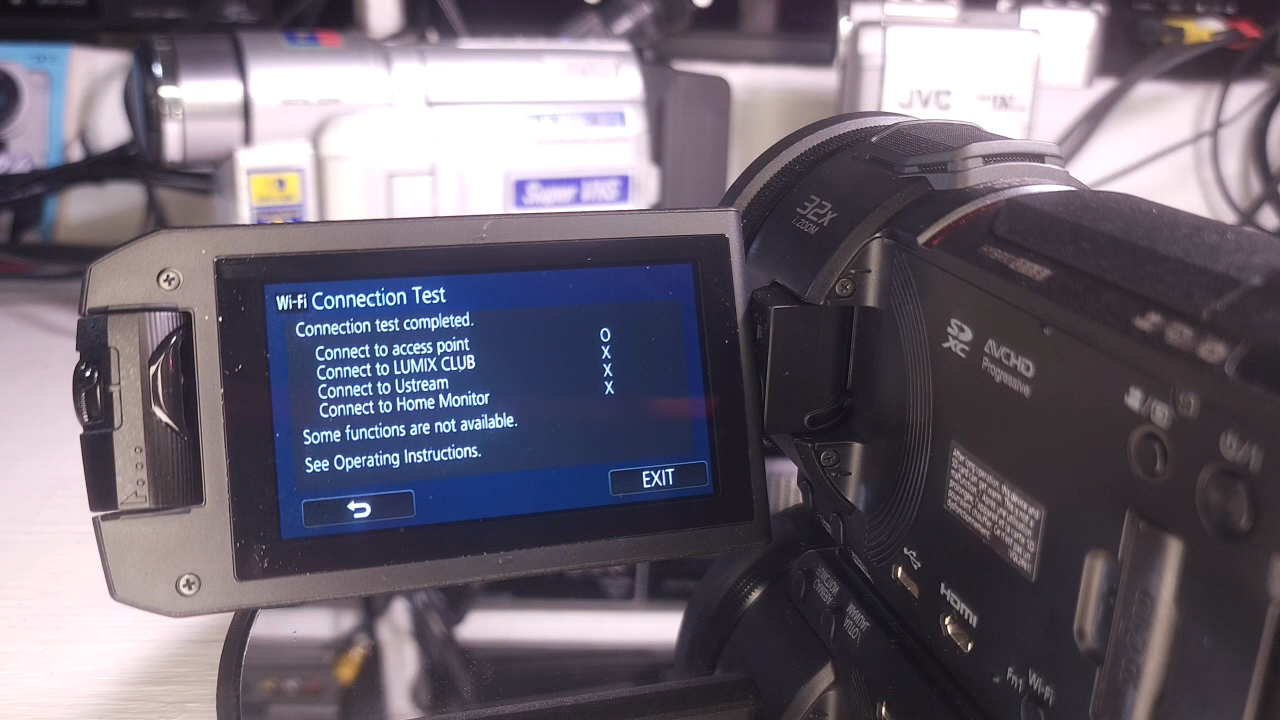 JVC
Super VHS
32x
i.ZOOM
Wi-Fi Connection Test
Connection test completed.
Connect to access point O
Connect to LUMIX CLUB X
Connect to Ustream X
Connect to Home Monitor X
Some functions are not available.
See Operating Instructions.
EXIT
SD
XC
AVCHD
Progressive
HDMI
Wi-Fi
Fn1